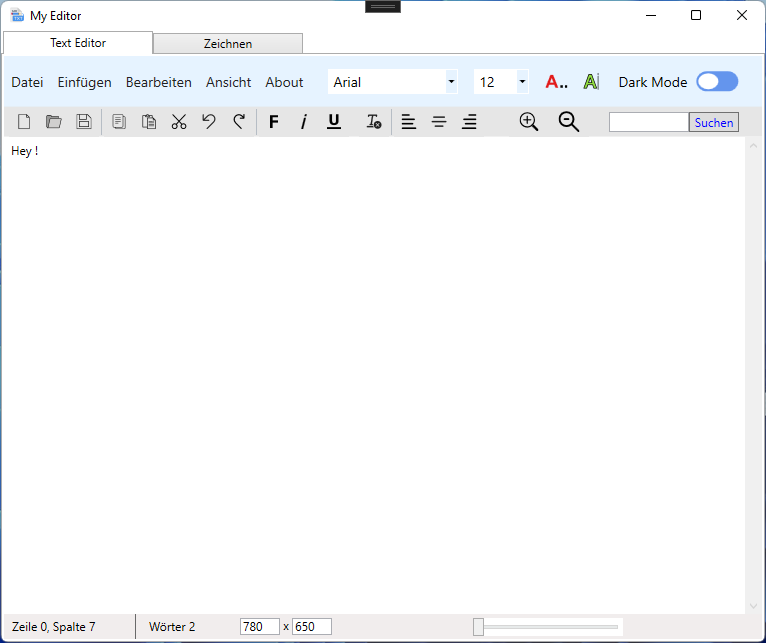 My Editor
Text Editor Zeichnen
Datei Einfügen Bearbeiten Ansicht About Arial 12 A.. A Dark Mode
F i U Suchen
Hey !
Zeile 0, Spalte 7 Wörter 2 780 x 650